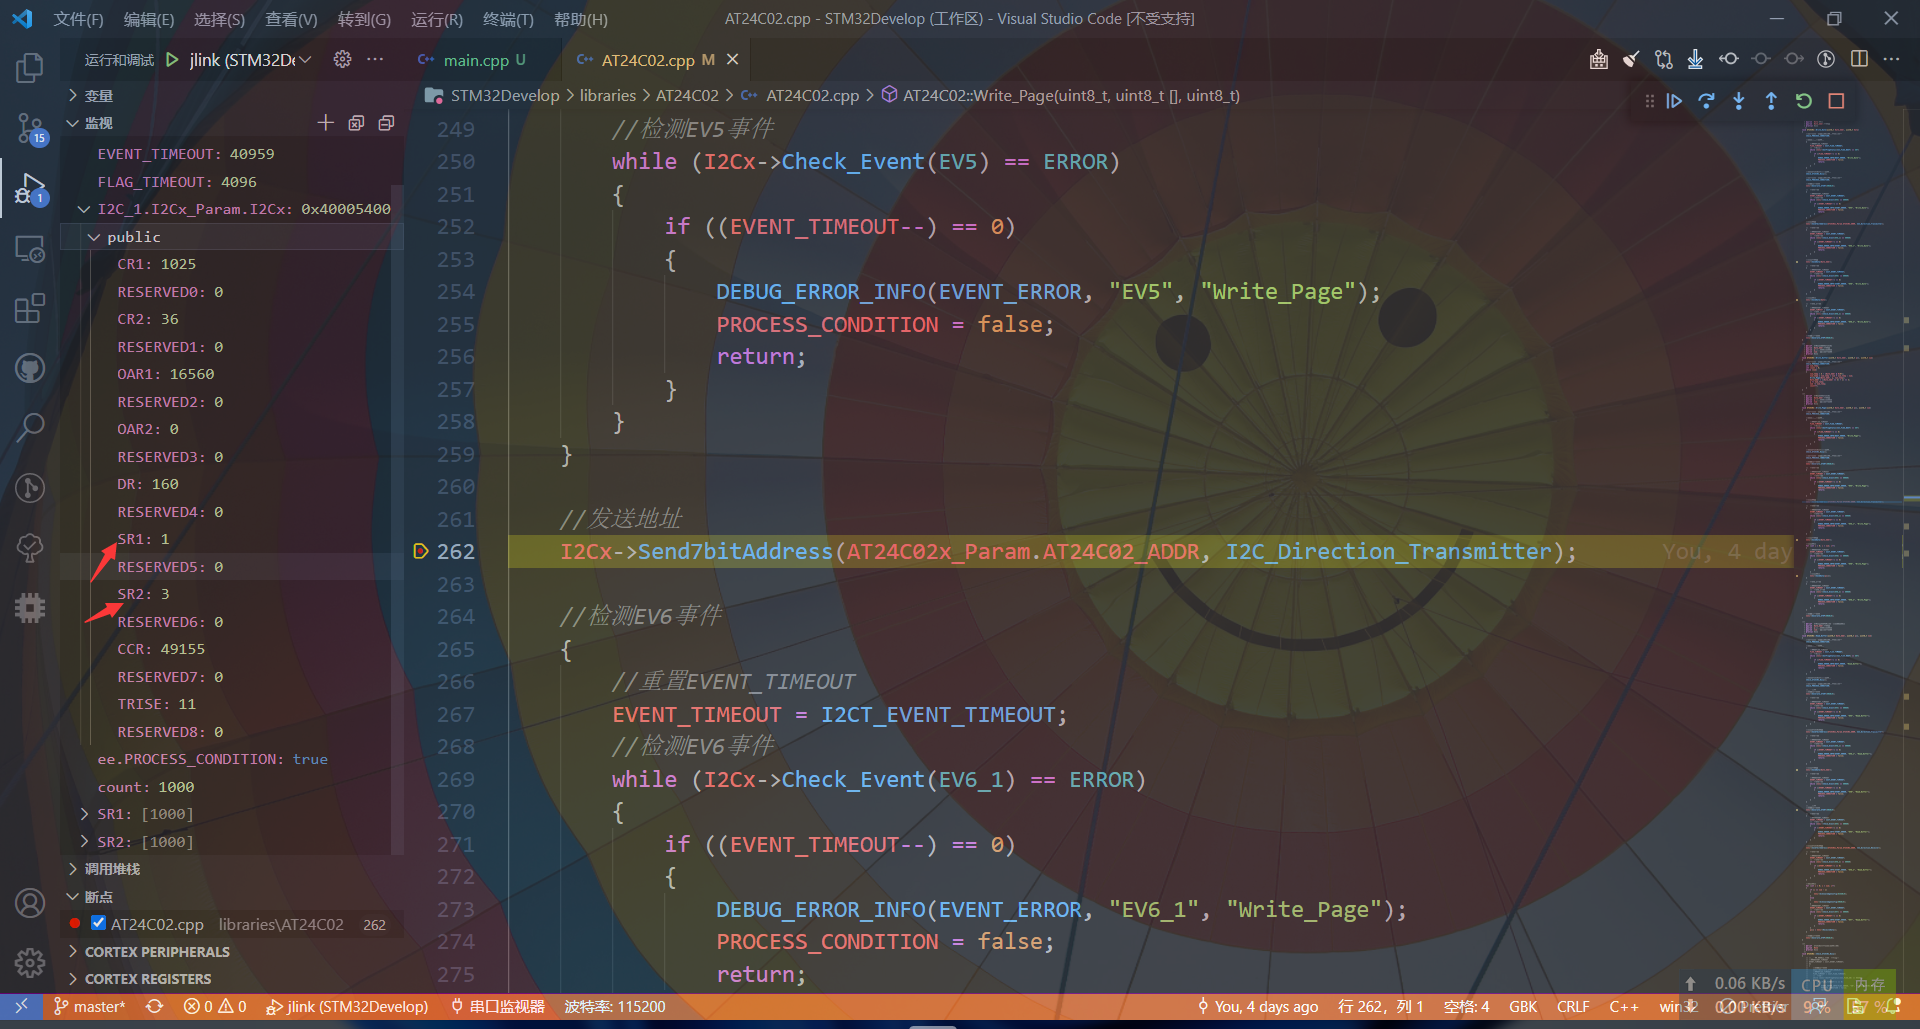 文件(F) 编辑(E) 选择(S) 查看(V) 转到(G) 运行(R) 终端(T) 帮助(H) AT24C02.cpp - STM32Develop (工作区) - Visual Studio Code [不受支持]
运行和调试 jlink (STM32De main.cpp U AT24C02.cpp M
STM32Develop > libraries > AT24C02 > AT24C02.cpp > AT24C02::Write_Page(uint8_t, uint8_t [], uint8_t)
变量
监视
EVENT_TIMEOUT: 40959
FLAG_TIMEOUT: 4096
I2C_1.I2Cx_Param.I2Cx: 0x40005400
public
CR1: 1025
RESERVED0: 0
CR2: 36
RESERVED1: 0
OAR1: 16560
RESERVED2: 0
OAR2: 0
RESERVED3: 0
DR: 160
RESERVED4: 0
SR1: 1
RESERVED5: 0
SR2: 3
RESERVED6: 0
CCR: 49155
RESERVED7: 0
TRISE: 11
RESERVED8: 0
ee.PROCESS_CONDITION: true
count: 1000
SR1: [1000]
SR2: [1000]
调用堆栈
断点
AT24C02.cpp libraries\AT24C02 262
CORTEX PERIPHERALS
CORTEX REGISTERS
15
1
249 //检测EV5事件
250 while (I2Cx->Check_Event(EV5) == ERROR)
251 {
252 if ((EVENT_TIMEOUT--) == 0)
253 {
254 DEBUG_ERROR_INFO(EVENT_ERROR, "EV5", "Write_Page");
255 PROCESS_CONDITION = false;
256 return;
257 }
258 }
259 }
260
261 //发送地址
262 I2Cx->Send7bitAddress(AT24C02x_Param.AT24C02_ADDR, I2C_Direction_Transmitter); You, 4 day
263
264 //检测EV6事件
265 {
266 //重置EVENT_TIMEOUT
267 EVENT_TIMEOUT = I2CT_EVENT_TIMEOUT;
268 //检测EV6事件
269 while (I2Cx->Check_Event(EV6_1) == ERROR)
270 {
271 if ((EVENT_TIMEOUT--) == 0)
272 {
273 DEBUG_ERROR_INFO(EVENT_ERROR, "EV6_1", "Write_Page");
274 PROCESS_CONDITION = false;
275 return;
0.06 KB/s CPU 内存
master* 0 0 jlink (STM32Develop) 串口监视器 波特率: 115200 You, 4 days ago 行 262, 列 1 空格: 4 GBK CRLF C++ win32 0.00 KB/s